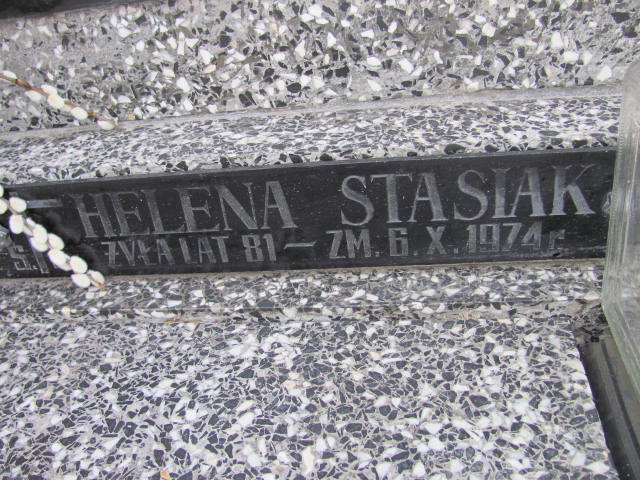 HELENA STASIAK
Ś.P. ŻYŁA LAT 81 - ZM. 6. X. 1974 r.